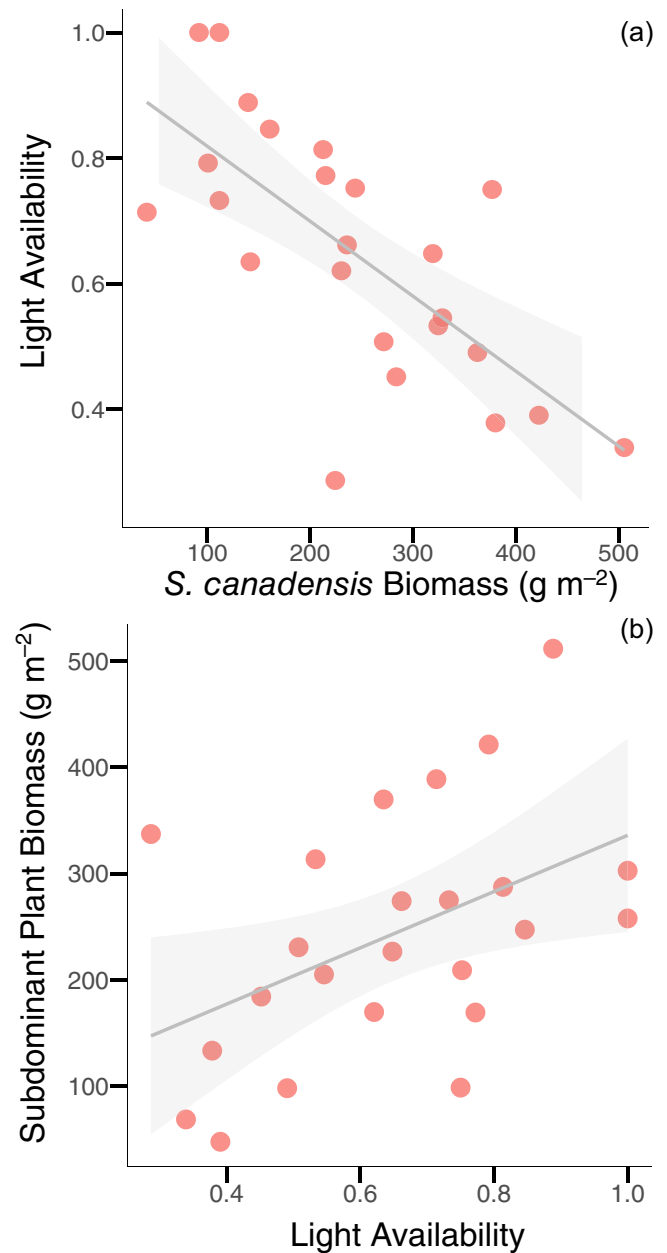 (a)
Light Availability
1.0
0.8
0.6
0.4
100 200 300 400 500
S. canadensis Biomass (g m⁻²)
(b)
Subdominant Plant Biomass (g m⁻²)
500
400
300
200
100
0.4 0.6 0.8 1.0
Light Availability